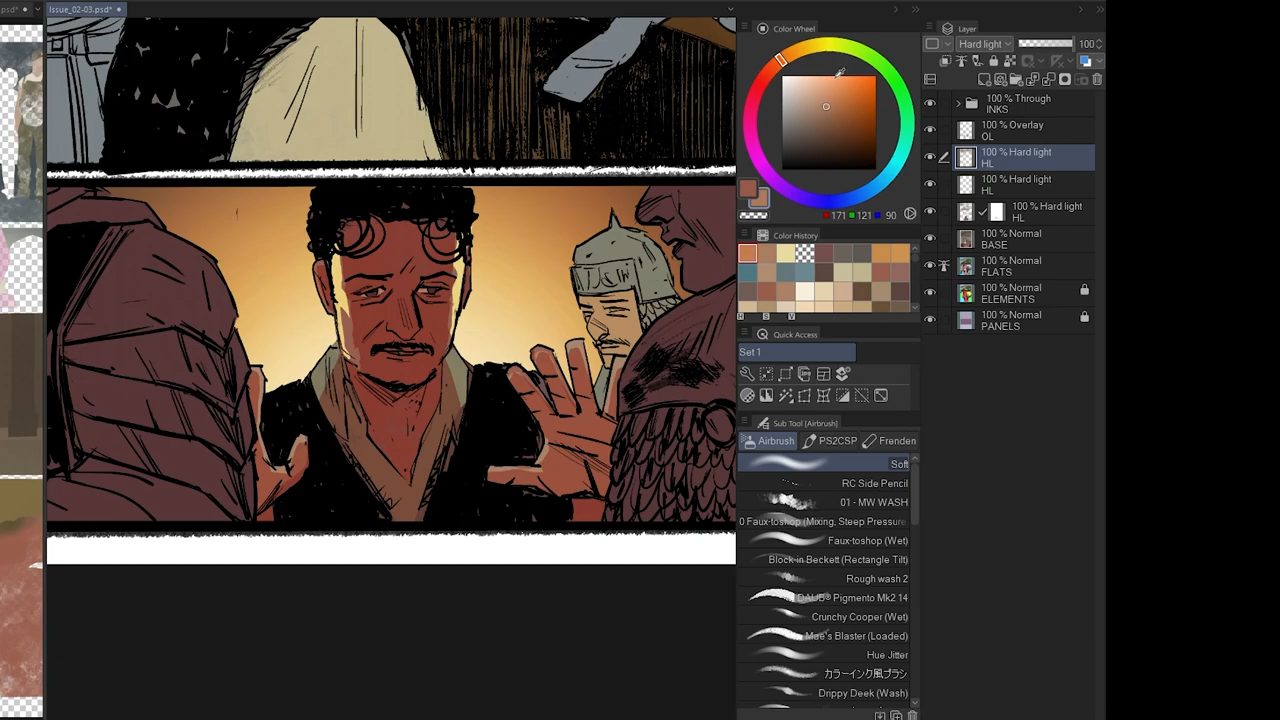 psd*
Issue_02-03.psd*
Color Wheel
171 121 90
Color History
H S V
Quick Access
Set 1
Sub Tool [Airbrush]
Airbrush PS2CSP Frenden
Soft
RC Side Pencil
01 - MW WASH
0 Faux-toshop (Mixing, Steep Pressure
Faux-toshop (Wet)
Block-in Beckett (Rectangle Tilt)
Rough wash 2
DAUB® Pigmento Mk2 14
Crunchy Cooper (Wet)
Mae's Blaster (Loaded)
Hue Jitter
カラーインク風ブラシ
Drippy Deek (Wash)
Layer
Hard light 100
100 % Through
INKS
100 % Overlay
OL
100 % Hard light
HL
100 % Hard light
HL
100 % Hard light
HL
100 % Normal
BASE
100 % Normal
FLATS
100 % Normal
ELEMENTS
100 % Normal
PANELS